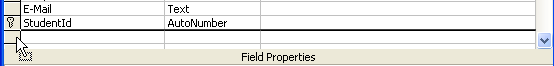 E-Mail Text
StudentId AutoNumber
Field Properties